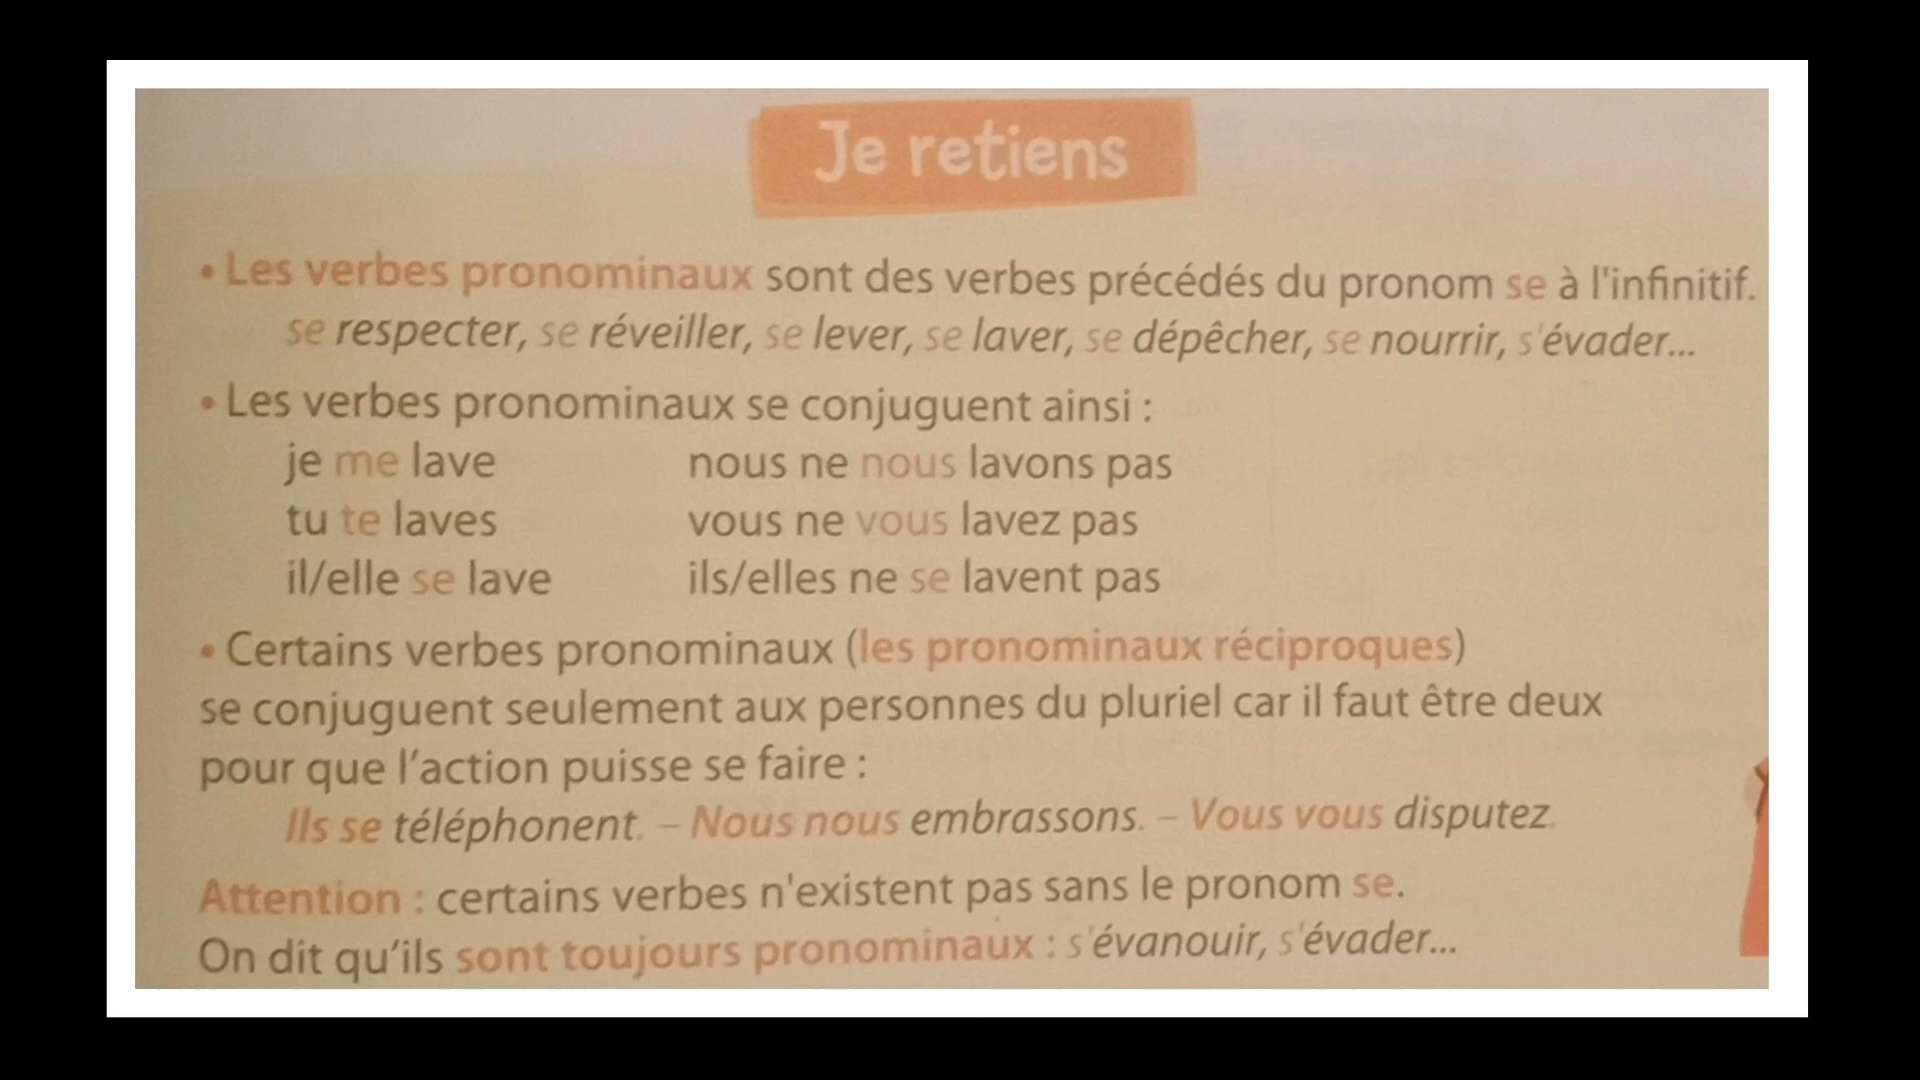 Je retiens
• Les verbes pronominaux sont des verbes précédés du pronom se à l'infinitif.
se respecter, se réveiller, se lever, se laver, se dépêcher, se nourrir, s'évader...
• Les verbes pronominaux se conjuguent ainsi :
je me lave nous ne nous lavons pas
tu te laves vous ne vous lavez pas
il/elle se lave ils/elles ne se lavent pas
• Certains verbes pronominaux (les pronominaux réciproques)
se conjuguent seulement aux personnes du pluriel car il faut être deux
pour que l'action puisse se faire :
Ils se téléphonent. – Nous nous embrassons. – Vous vous disputez.
Attention : certains verbes n'existent pas sans le pronom se.
On dit qu'ils sont toujours pronominaux : s'évanouir, s'évader...